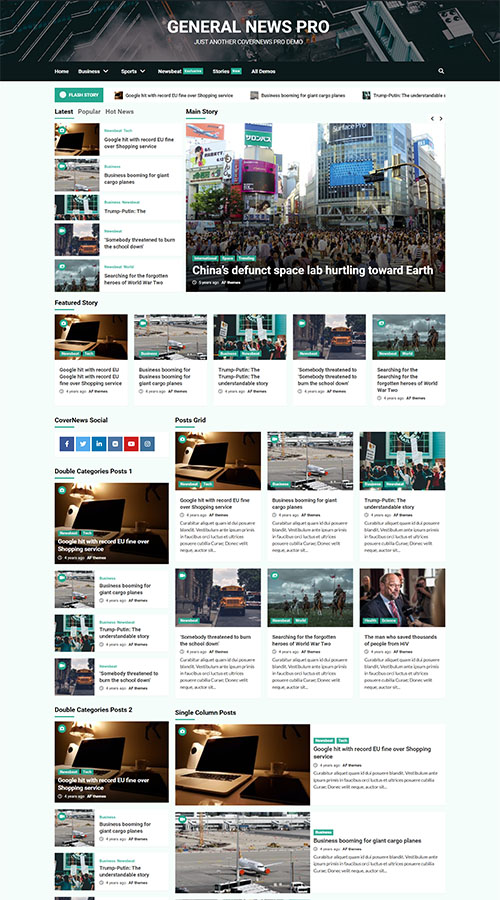 GENERAL NEWS PRO
JUST ANOTHER COVERNEWS PRO DEMO
Home Business Sports Newsbeat Exclusive Stories New All Demos
FLASH STORY Google hit with record EU fine over Shopping service Business booming for giant cargo planes Trump-Putin: The understandable s
Latest Popular Hot News
Newsbeat Tech
Google hit with record EU fine
over Shopping service
Business
Business booming for giant
cargo planes
Business Newsbeat
Trump-Putin: The
Newsbeat
'Somebody threatened to burn
the school down'
Newsbeat World
Searching for the forgotten
heroes of World War Two
Main Story
International Space Trending
China's defunct space lab hurtling toward Earth
5 years ago AF themes
Featured Story
Newsbeat Tech
Google hit with record EU
Google hit with record EU fine
over Shopping service
4 years ago AF themes
Business
Business booming for
Business booming for giant
cargo planes
4 years ago AF themes
Business Newsbeat
Trump-Putin: The
Trump-Putin: The
understandable story
4 years ago AF themes
Newsbeat
'Somebody threatened to
'Somebody threatened to
burn the school down'
4 years ago AF themes
Newsbeat World
Searching for the
Searching for the
forgotten heroes of World
War Two
4 years ago AF themes
CoverNews Social
Double Categories Posts 1
Newsbeat Tech
Google hit with record EU fine over
Shopping service
4 years ago AF themes
Business
Business booming for
giant cargo planes
4 years ago AF themes
Business Newsbeat
Trump-Putin: The
understandable story
4 years ago AF themes
Newsbeat
'Somebody threatened to
burn the school down'
4 years ago AF themes
Posts Grid
Newsbeat Tech
Google hit with record EU fine
over Shopping service
4 years ago AF themes
Curabitur aliquet quam id dui posuere
blandit. Vestibulum ante ipsum primis
in faucibus orci luctus et ultrices
posuere cubilia Curae; Donec velit
neque, auctor sit...
Business
Business booming for giant
cargo planes
4 years ago AF themes
Curabitur aliquet quam id dui posuere
blandit. Vestibulum ante ipsum primis
in faucibus orci luctus et ultrices
posuere cubilia Curae; Donec velit
neque, auctor sit...
Business Newsbeat
Trump-Putin: The
understandable story
4 years ago AF themes
Curabitur aliquet quam id dui posuere
blandit. Vestibulum ante ipsum primis
in faucibus orci luctus et ultrices
posuere cubilia Curae; Donec velit
neque, auctor sit...
Newsbeat
'Somebody threatened to burn
the school down'
4 years ago AF themes
Curabitur aliquet quam id dui posuere
blandit. Vestibulum ante ipsum primis
in faucibus orci luctus et ultrices
posuere cubilia Curae; Donec velit
neque, auctor sit...
Newsbeat World
Searching for the forgotten
heroes of World War Two
4 years ago AF themes
Curabitur aliquet quam id dui posuere
blandit. Vestibulum ante ipsum primis
in faucibus orci luctus et ultrices
posuere cubilia Curae; Donec velit
neque, auctor sit...
Health Science
The man who saved thousands
of people from HIV
4 years ago AF themes
Curabitur aliquet quam id dui posuere
blandit. Vestibulum ante ipsum primis
in faucibus orci luctus et ultrices
posuere cubilia Curae; Donec velit
neque, auctor sit...
Double Categories Posts 2
Newsbeat Tech
Google hit with record EU fine over
Shopping service
4 years ago AF themes
Business
Business booming for
giant cargo planes
4 years ago AF themes
Business Newsbeat
Trump-Putin: The
understandable story
4 years ago AF themes
Single Column Posts
Newsbeat Tech
Google hit with record EU fine over Shopping
service
4 years ago AF themes
Curabitur aliquet quam id dui posuere blandit. Vestibulum ante
ipsum primis in faucibus orci luctus et ultrices posuere cubilia
Curae; Donec velit neque, auctor sit...
Business
Business booming for giant cargo planes
4 years ago AF themes
Curabitur aliquet quam id dui posuere blandit. Vestibulum ante
ipsum primis in faucibus orci luctus et ultrices posuere cubilia
Curae; Donec velit neque, auctor sit...